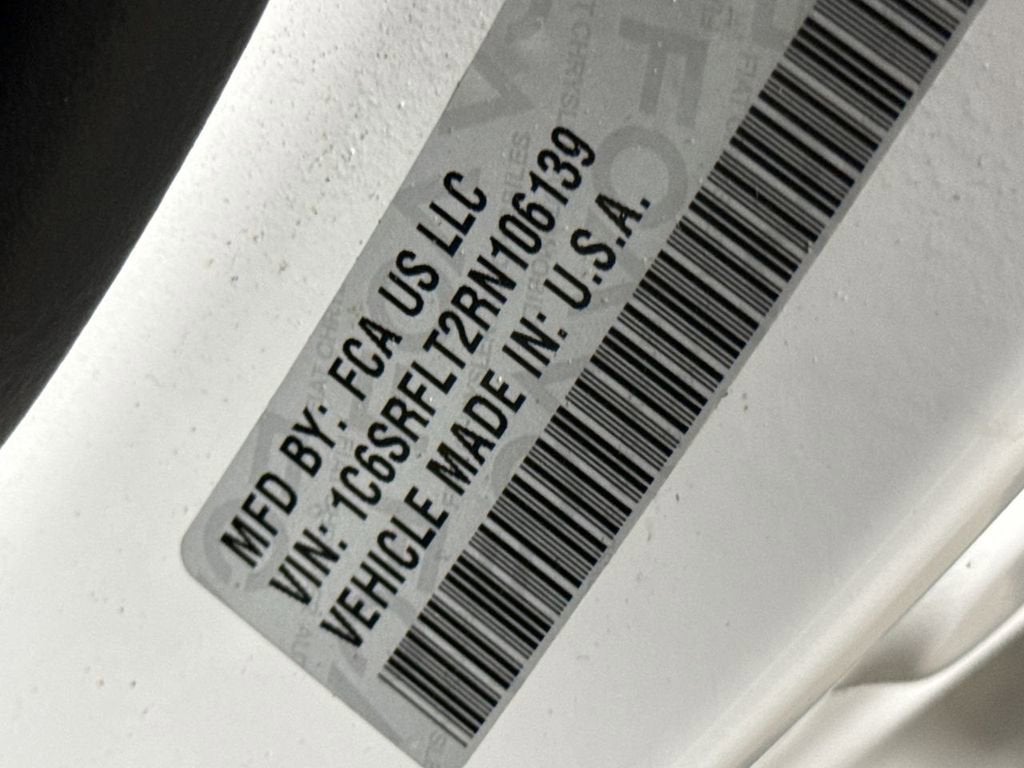 MFD BY: FCA US LLC
VIN: 1C6SRFLT2RN106139
VEHICLE MADE IN: U.S.A.